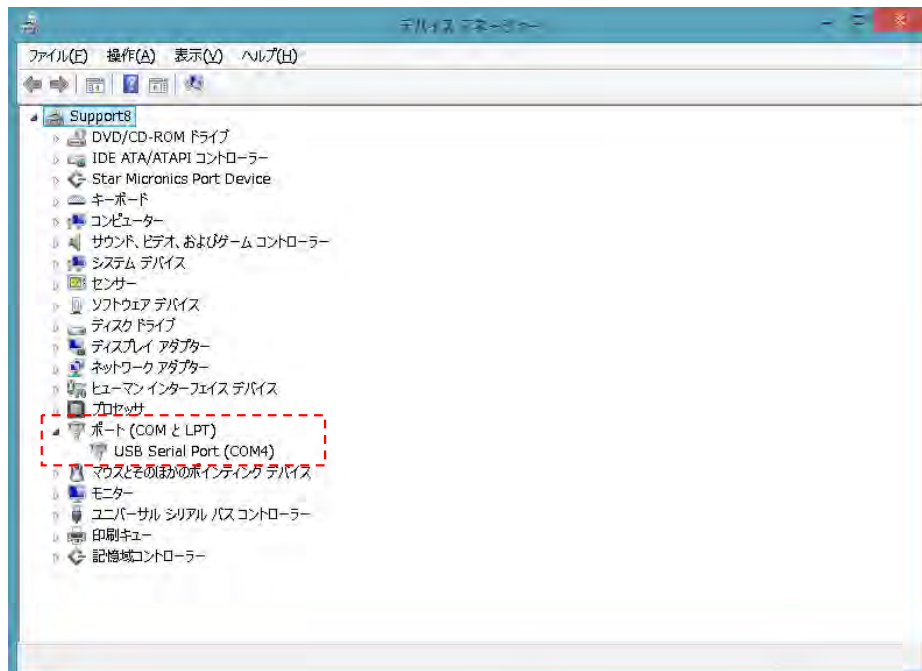 デバイス マネージャー
ファイル(F) 操作(A) 表示(V) ヘルプ(H)
Support8
DVD/CD-ROM ドライブ
IDE ATA/ATAPI コントローラー
Star Micronics Port Device
キーボード
コンピューター
サウンド、ビデオ、およびゲーム コントローラー
システム デバイス
センサー
ソフトウェア デバイス
ディスク ドライブ
ディスプレイ アダプター
ネットワーク アダプター
ヒューマン インターフェイス デバイス
プロセッサ
ポート (COM と LPT)
USB Serial Port (COM4)
マウスとそのほかのポインティング デバイス
モニター
ユニバーサル シリアル バス コントローラー
印刷キュー
記憶域コントローラー